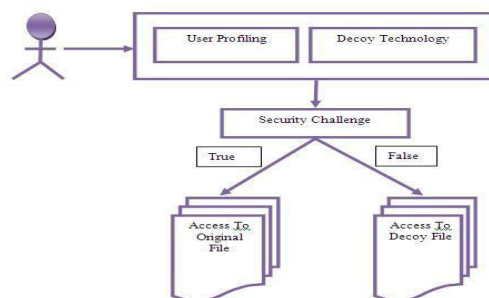 User Profiling
Decoy Technology
Security Challenge
True
False
Access To
Original
File
Access To
Decoy File